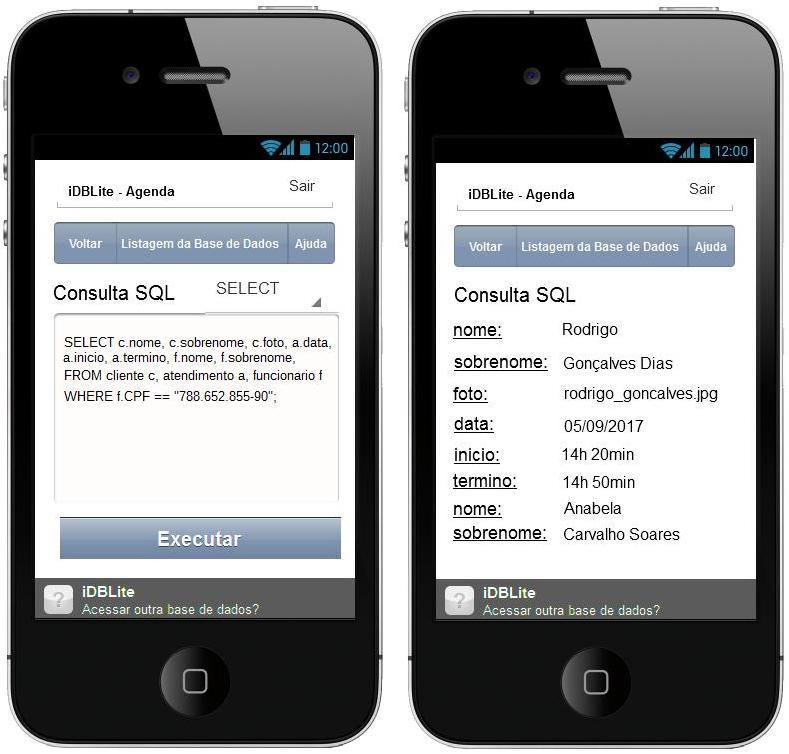 12:00
iDBLite - Agenda
Sair
Voltar
Listagem da Base de Dados
Ajuda
Consulta SQL
SELECT
SELECT c.nome, c.sobrenome, c.foto, a.data,
a.inicio, a.termino, f.nome, f.sobrenome,
FROM cliente c, atendimento a, funcionario f
WHERE f.CPF == "788.652.855-90";
Executar
?
iDBLite
Acessar outra base de dados?
12:00
iDBLite - Agenda
Sair
Voltar
Listagem da Base de Dados
Ajuda
Consulta SQL
nome: Rodrigo
sobrenome: Gonçalves Dias
foto: rodrigo_goncalves.jpg
data: 05/09/2017
inicio: 14h 20min
termino: 14h 50min
nome: Anabela
sobrenome: Carvalho Soares
?
iDBLite
Acessar outra base de dados?